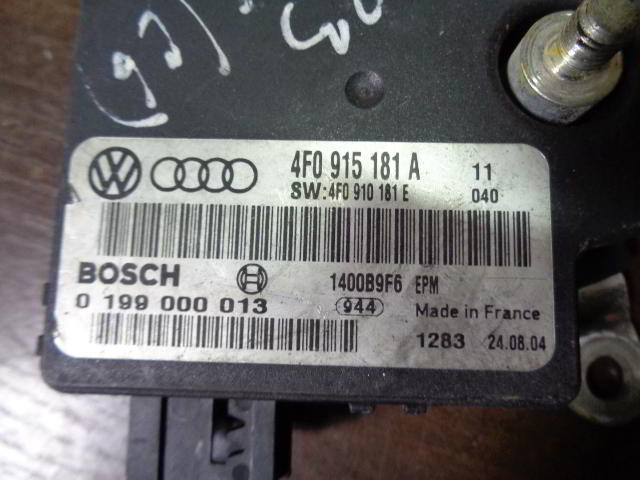 4F0 915 181 A 11
SW:4F0 910 181 E 040
BOSCH 1400B9F6 EPM
0 199 000 013 944 Made in France
1283 24.08.04